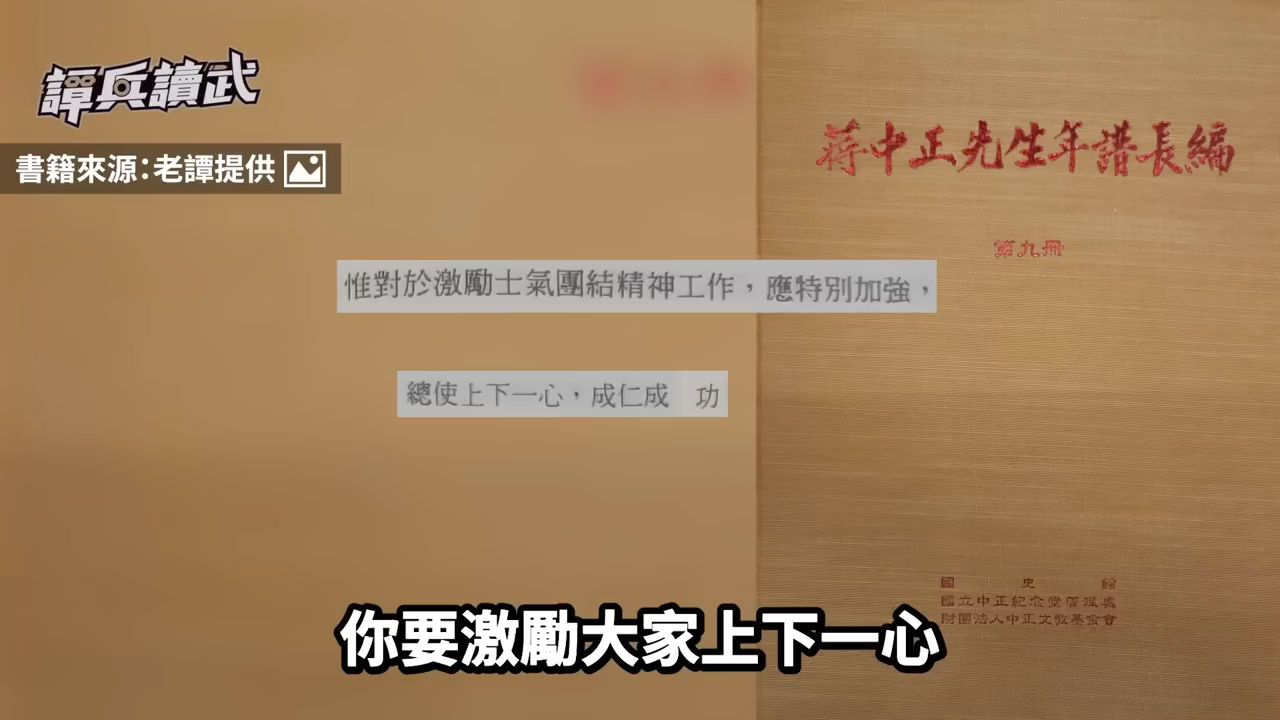 譚兵讀武
書籍來源:老譚提供
蔣中正先生年譜長編
第九冊
惟對於激勵士氣團結精神工作,應特別加強,
總使上下一心,成仁成 功
國 史 館
國立中正紀念堂管理處
財團法人中正文教基金會
你要激勵大家上下一心